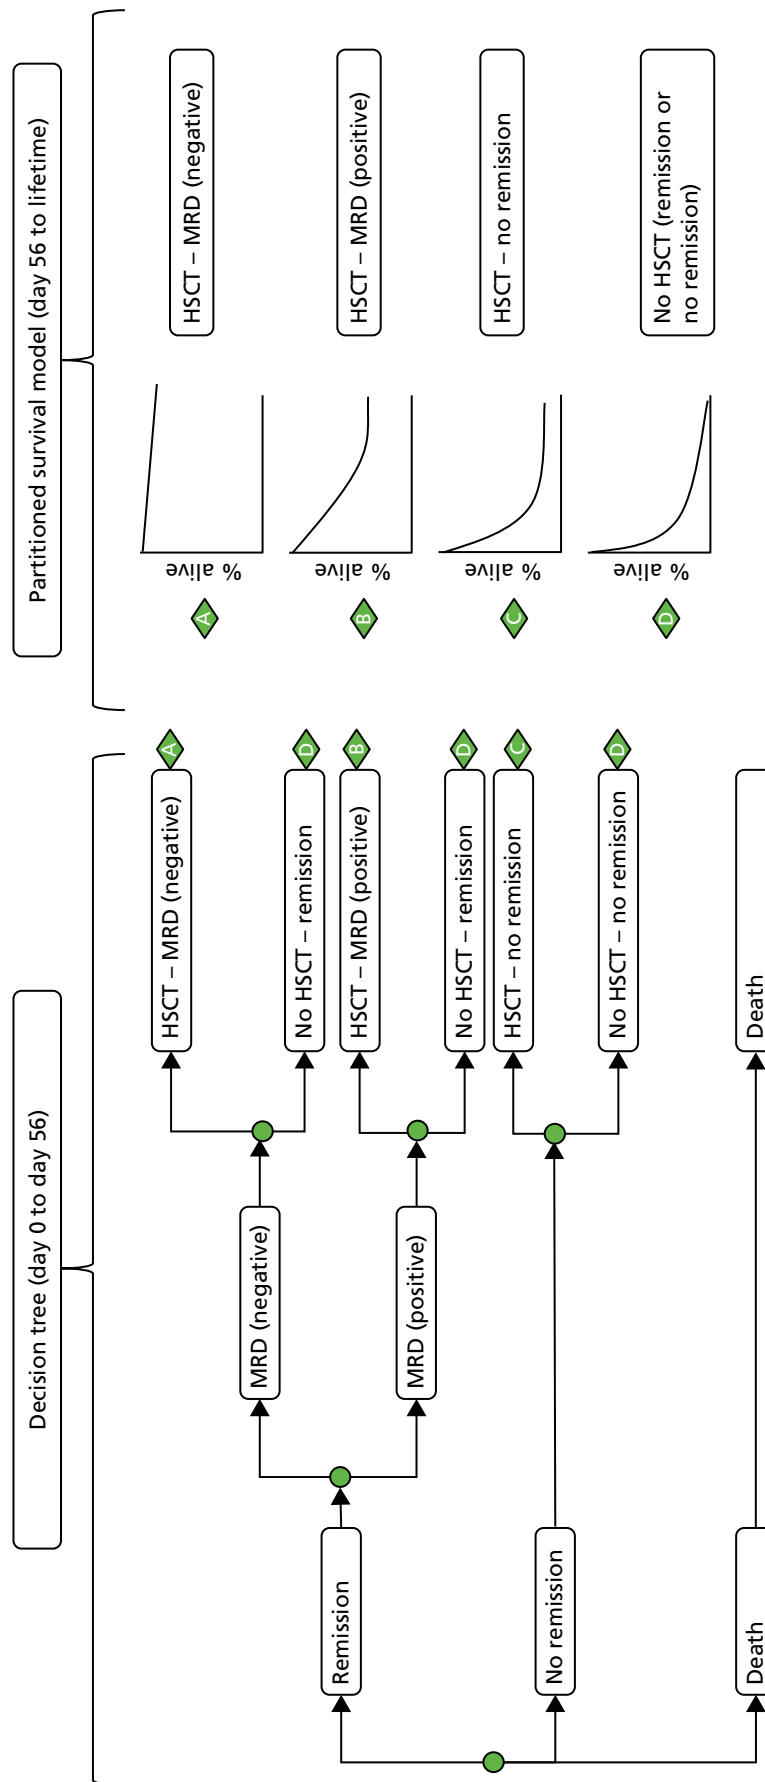 Decision tree (day 0 to day 56)
Partitioned survival model (day 56 to lifetime)
Remission
No remission
Death
MRD (negative)
MRD (positive)
HSCT – MRD (negative)
A
No HSCT – remission
D
HSCT – MRD (positive)
B
No HSCT – remission
D
HSCT – no remission
C
No HSCT – no remission
D
Death
A
% alive
HSCT – MRD (negative)
B
% alive
HSCT – MRD (positive)
C
% alive
HSCT – no remission
D
% alive
No HSCT (remission or
no remission)